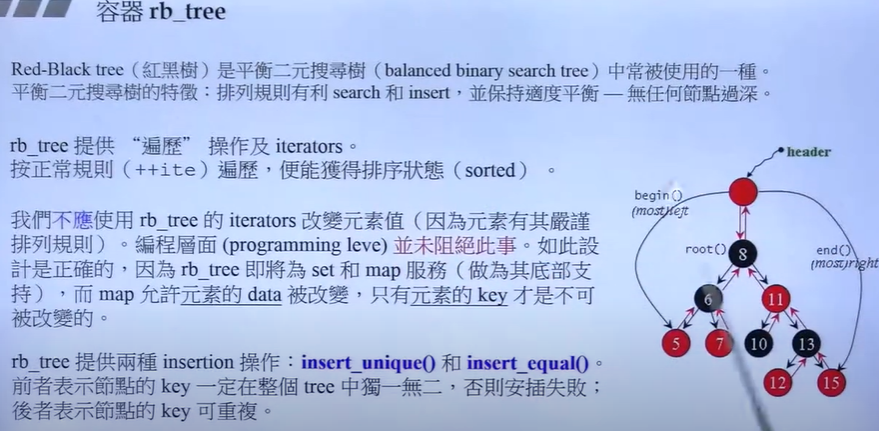 容器 rb_tree
Red-Black tree（紅黑樹）是平衡二元搜尋樹（balanced binary search tree）中常被使用的一種。
平衡二元搜尋樹的特徵：排列規則有利 search 和 insert，並保持適度平衡 — 無任何節點過深。
rb_tree 提供 “遍歷” 操作及 iterators。
按正常規則（++ite）遍歷，便能獲得排序狀態（sorted） 。
我們不應使用 rb_tree 的 iterators 改變元素值（因為元素有其嚴謹
排列規則）。編程層面 (programming leve) 並未阻絕此事。如此設
計是正確的，因為 rb_tree 即將為 set 和 map 服務（做為其底部支
持），而 map 允許元素的 data 被改變，只有元素的 key 才是不可
被改變的。
rb_tree 提供兩種 insertion 操作：insert_unique() 和 insert_equal()。
前者表示節點的 key 一定在整個 tree 中獨一無二，否則安插失敗；
後者表示節點的 key 可重複。
header
begin()
(most)left
root()
end()
(most)right
8
6
11
5
7
10
13
12
15